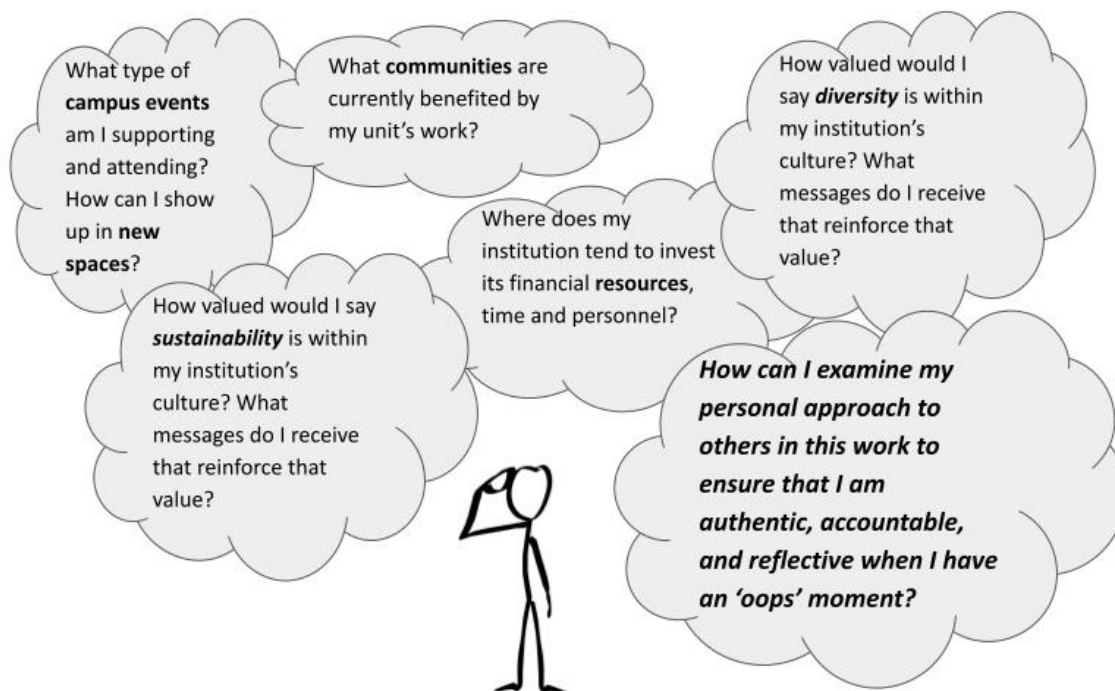 What type of
campus events
am I supporting
and attending?
How can I show
up in new
spaces?
What communities are
currently benefited by
my unit’s work?
How valued would I
say diversity is within
my institution’s
culture? What
messages do I receive
that reinforce that
value?
Where does my
institution tend to invest
its financial resources,
time and personnel?
How valued would I say
sustainability is within
my institution’s
culture? What
messages do I receive
that reinforce that
value?
How can I examine my
personal approach to
others in this work to
ensure that I am
authentic, accountable,
and reflective when I have
an ‘oops’ moment?